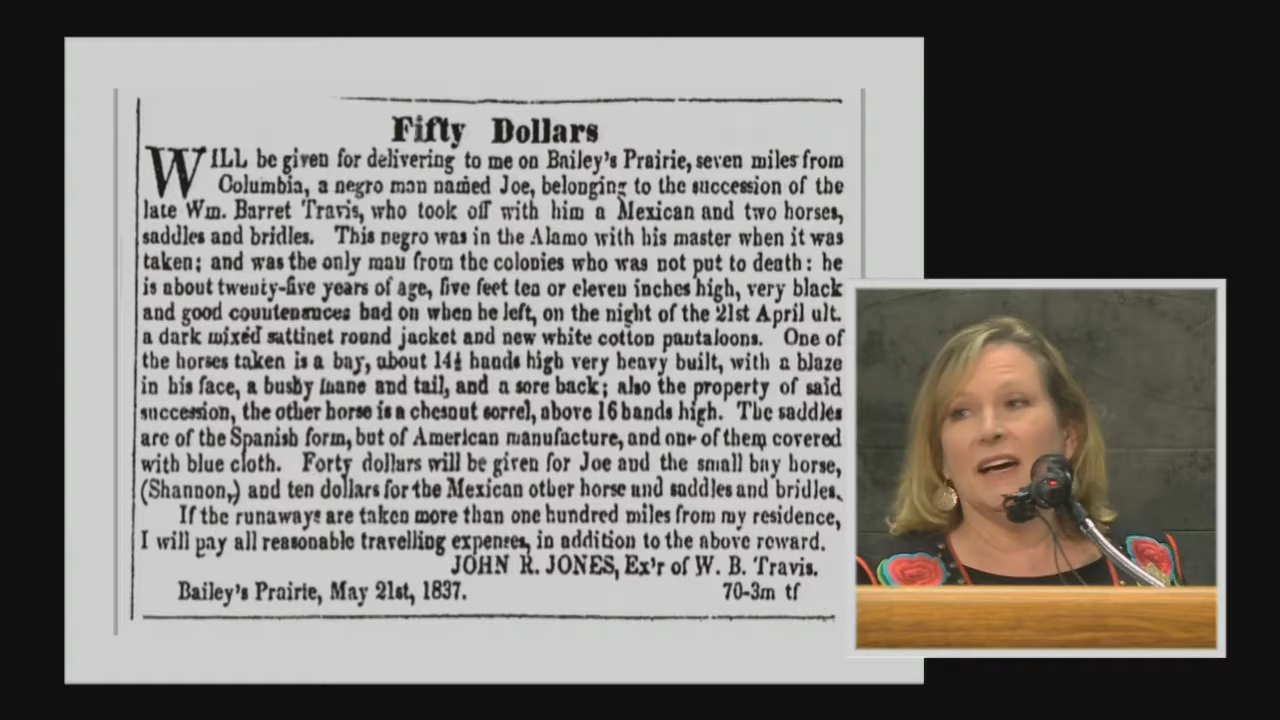 Fifty Dollars
WILL be given for delivering to me on Bailey's Prairie, seven miles from
Columbia, a negro man named Joe, belonging to the succession of the
late Wm. Barret Travis, who took off with him a Mexican and two horses,
saddles and bridles. This negro was in the Alamo with his master when it was
taken; and was the only man from the colonies who was not put to death: he
is about twenty-five years of age, five feet ten or eleven inches high, very black
and good countenances had on when he left, on the night of the 21st April ult.
a dark mixed sattinet round jacket and new white cotton pantaloons. One of
the horses taken is a bay, about 14½ hands high very heavy built, with a blaze
in his face, a bushy mane and tail, and a sore back; also the property of said
succession, the other horse is a chesnut sorrel, above 16 hands high. The saddles
are of the Spanish form, but of American manufacture, and one of them covered
with blue cloth. Forty dollars will be given for Joe and the small bay horse,
(Shannon,) and ten dollars for the Mexican other horse and saddles and bridles.
If the runaways are taken more than one hundred miles from my residence,
I will pay all reasonable travelling expenses, in addition to the above reward.
JOHN R. JONES, Ex'r of W. B. Travis.
Bailey's Prairie, May 21st, 1837. 70-3m tf